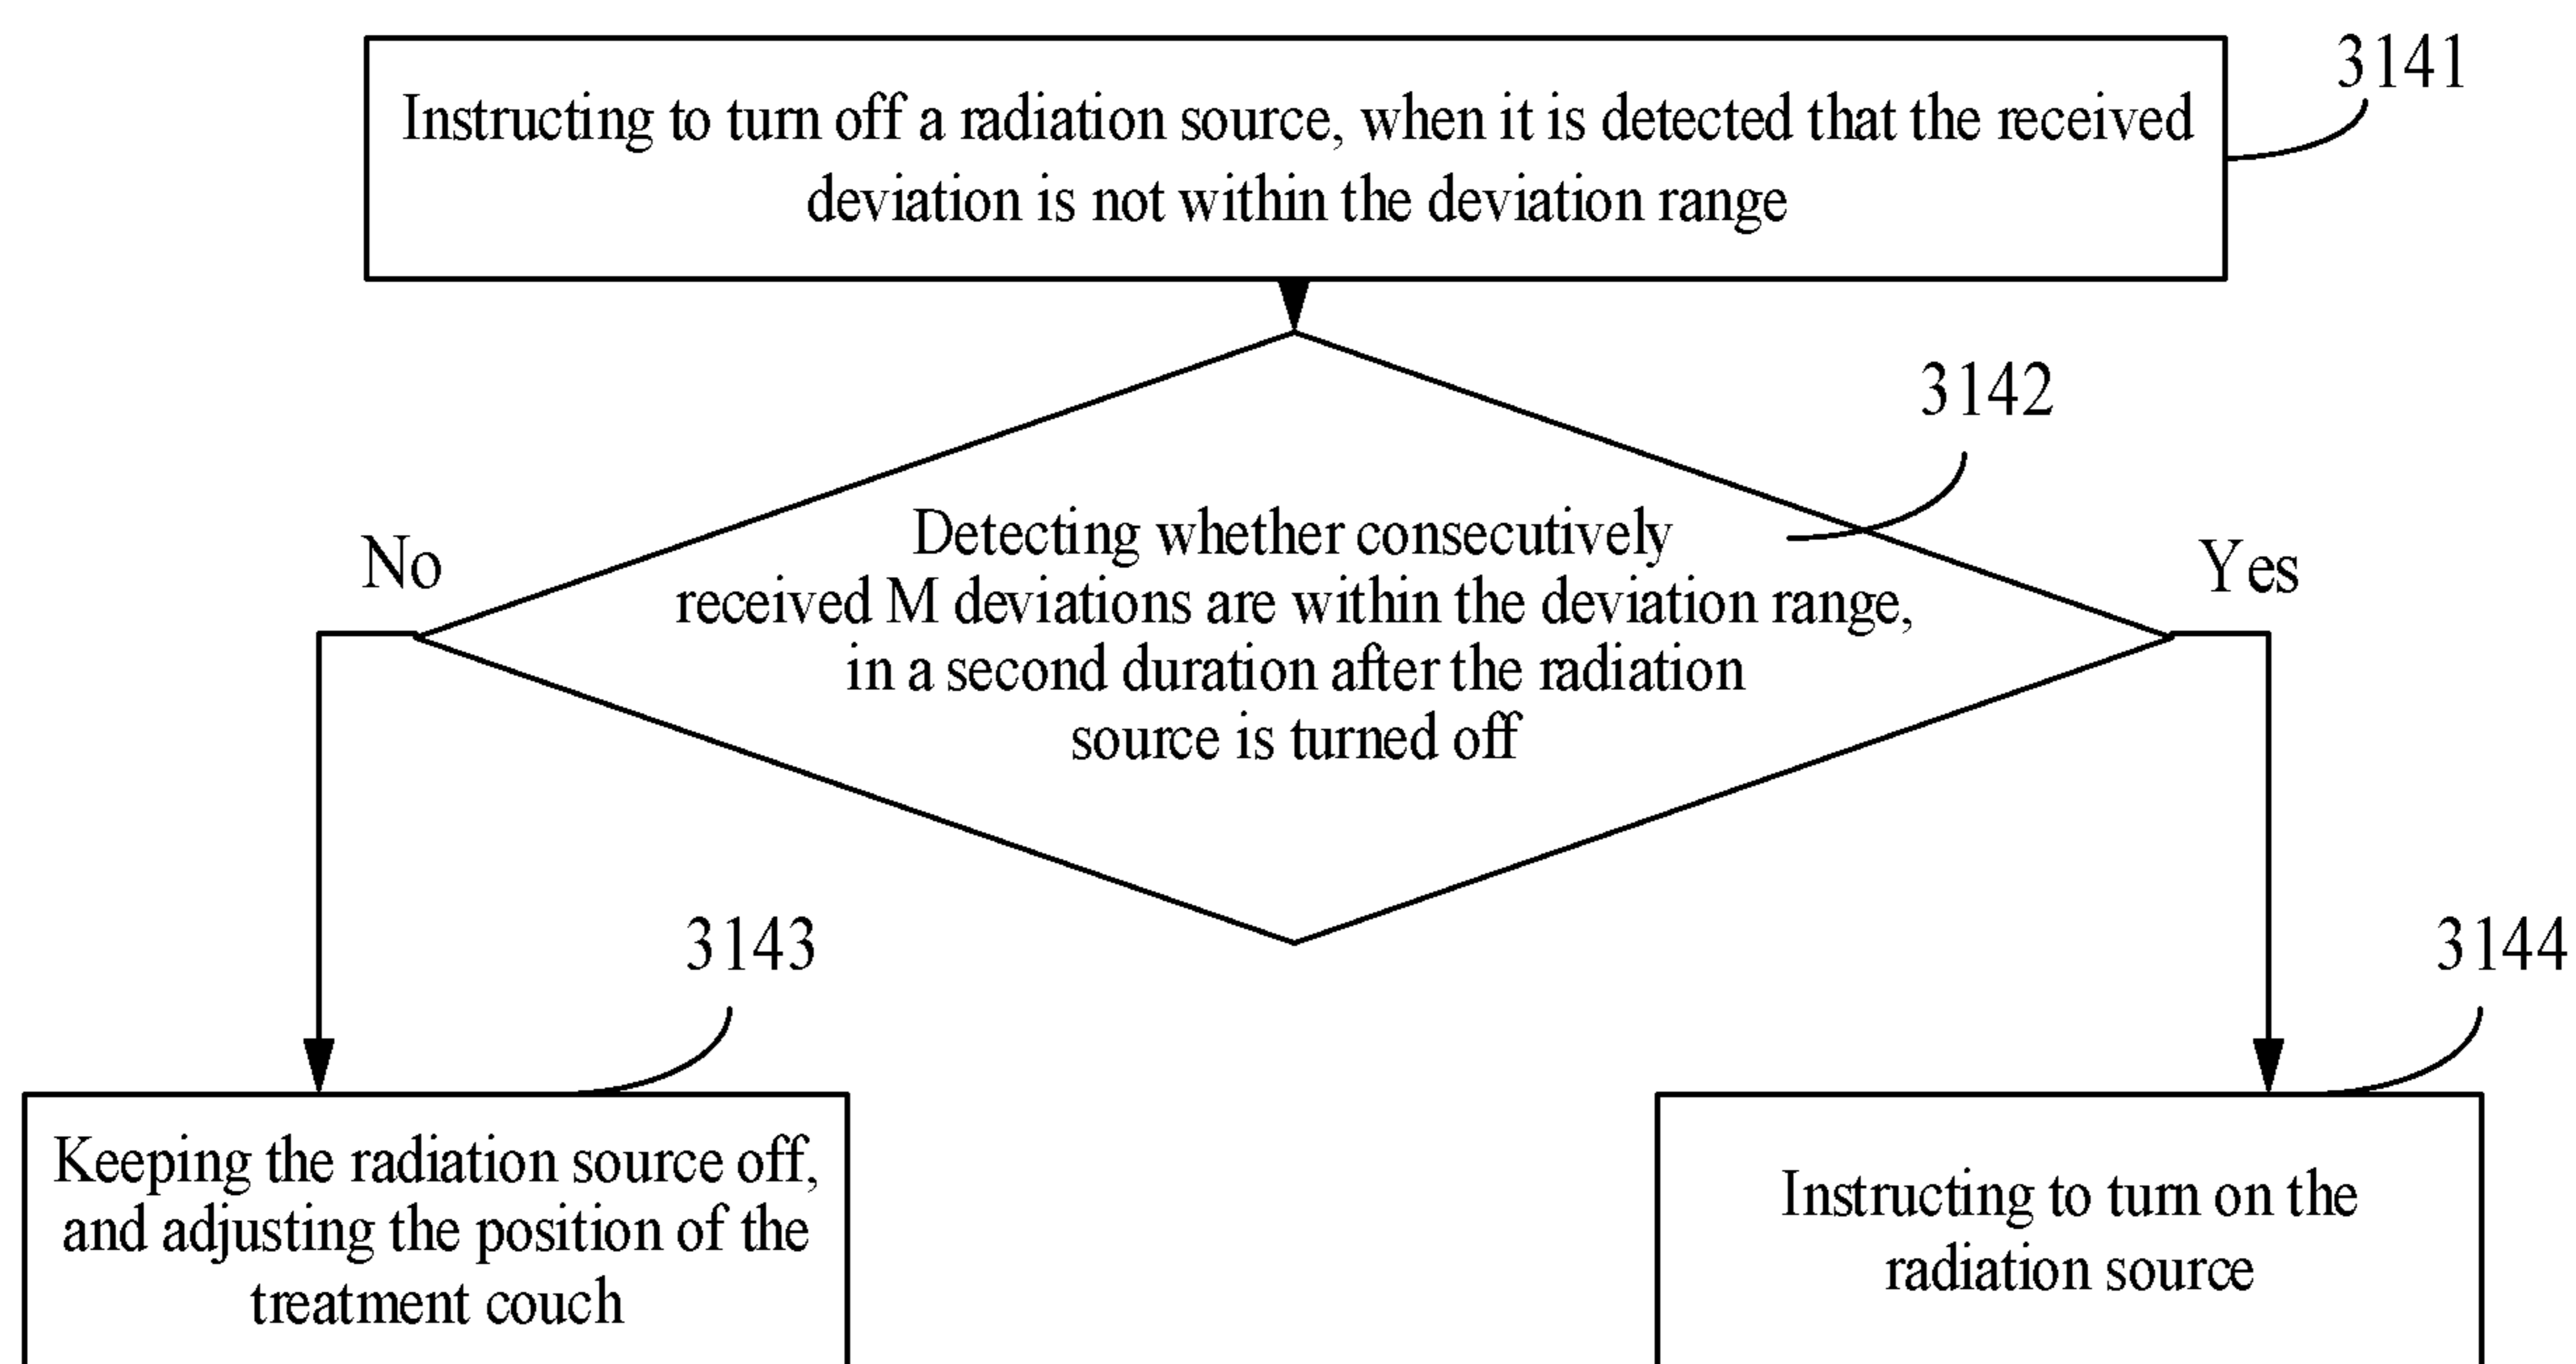 3141
Instructing to turn off a radiation source, when it is detected that the received
deviation is not within the deviation range
3142
No
Yes
Detecting whether consecutively
received M deviations are within the deviation range,
in a second duration after the radiation
source is turned off
3143
3144
Keeping the radiation source off,
and adjusting the position of the
treatment couch
Instructing to turn on the
radiation source